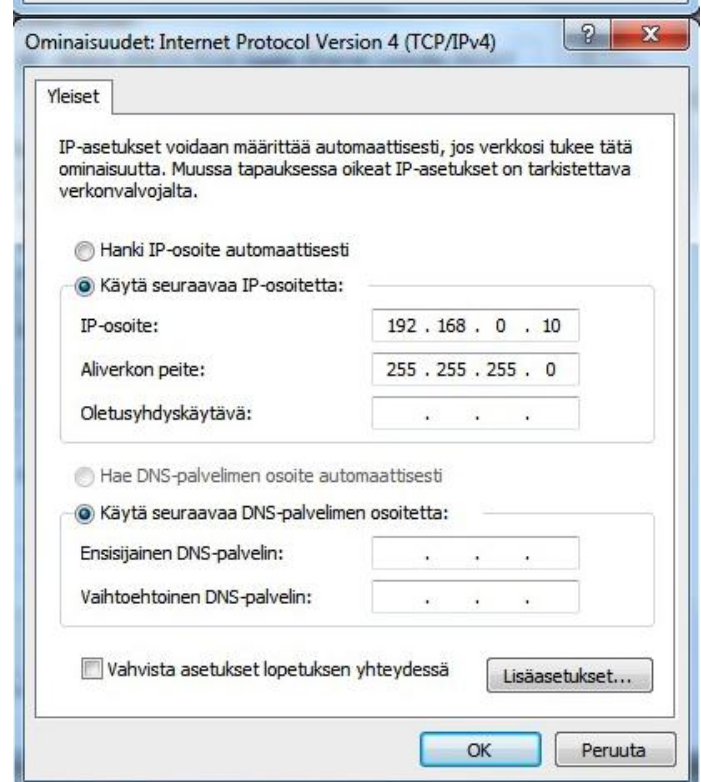 Ominaisuudet: Internet Protocol Version 4 (TCP/IPv4)
Yleiset
IP-asetukset voidaan määrittää automaattisesti, jos verkkosi tukee tätä
ominaisuutta. Muussa tapauksessa oikeat IP-asetukset on tarkistettava
verkonvalvojalta.
Hanki IP-osoite automaattisesti
Käytä seuraavaa IP-osoitetta:
IP-osoite: 192 . 168 . 0 . 10
Aliverkon peite: 255 . 255 . 255 . 0
Oletusyhdyskäytävä: . . .
Hae DNS-palvelimen osoite automaattisesti
Käytä seuraavaa DNS-palvelimen osoitetta:
Ensisijainen DNS-palvelin: . . .
Vaihtoehtoinen DNS-palvelin: . . .
Vahvista asetukset lopetuksen yhteydessä
Lisäasetukset...
OK Peruuta